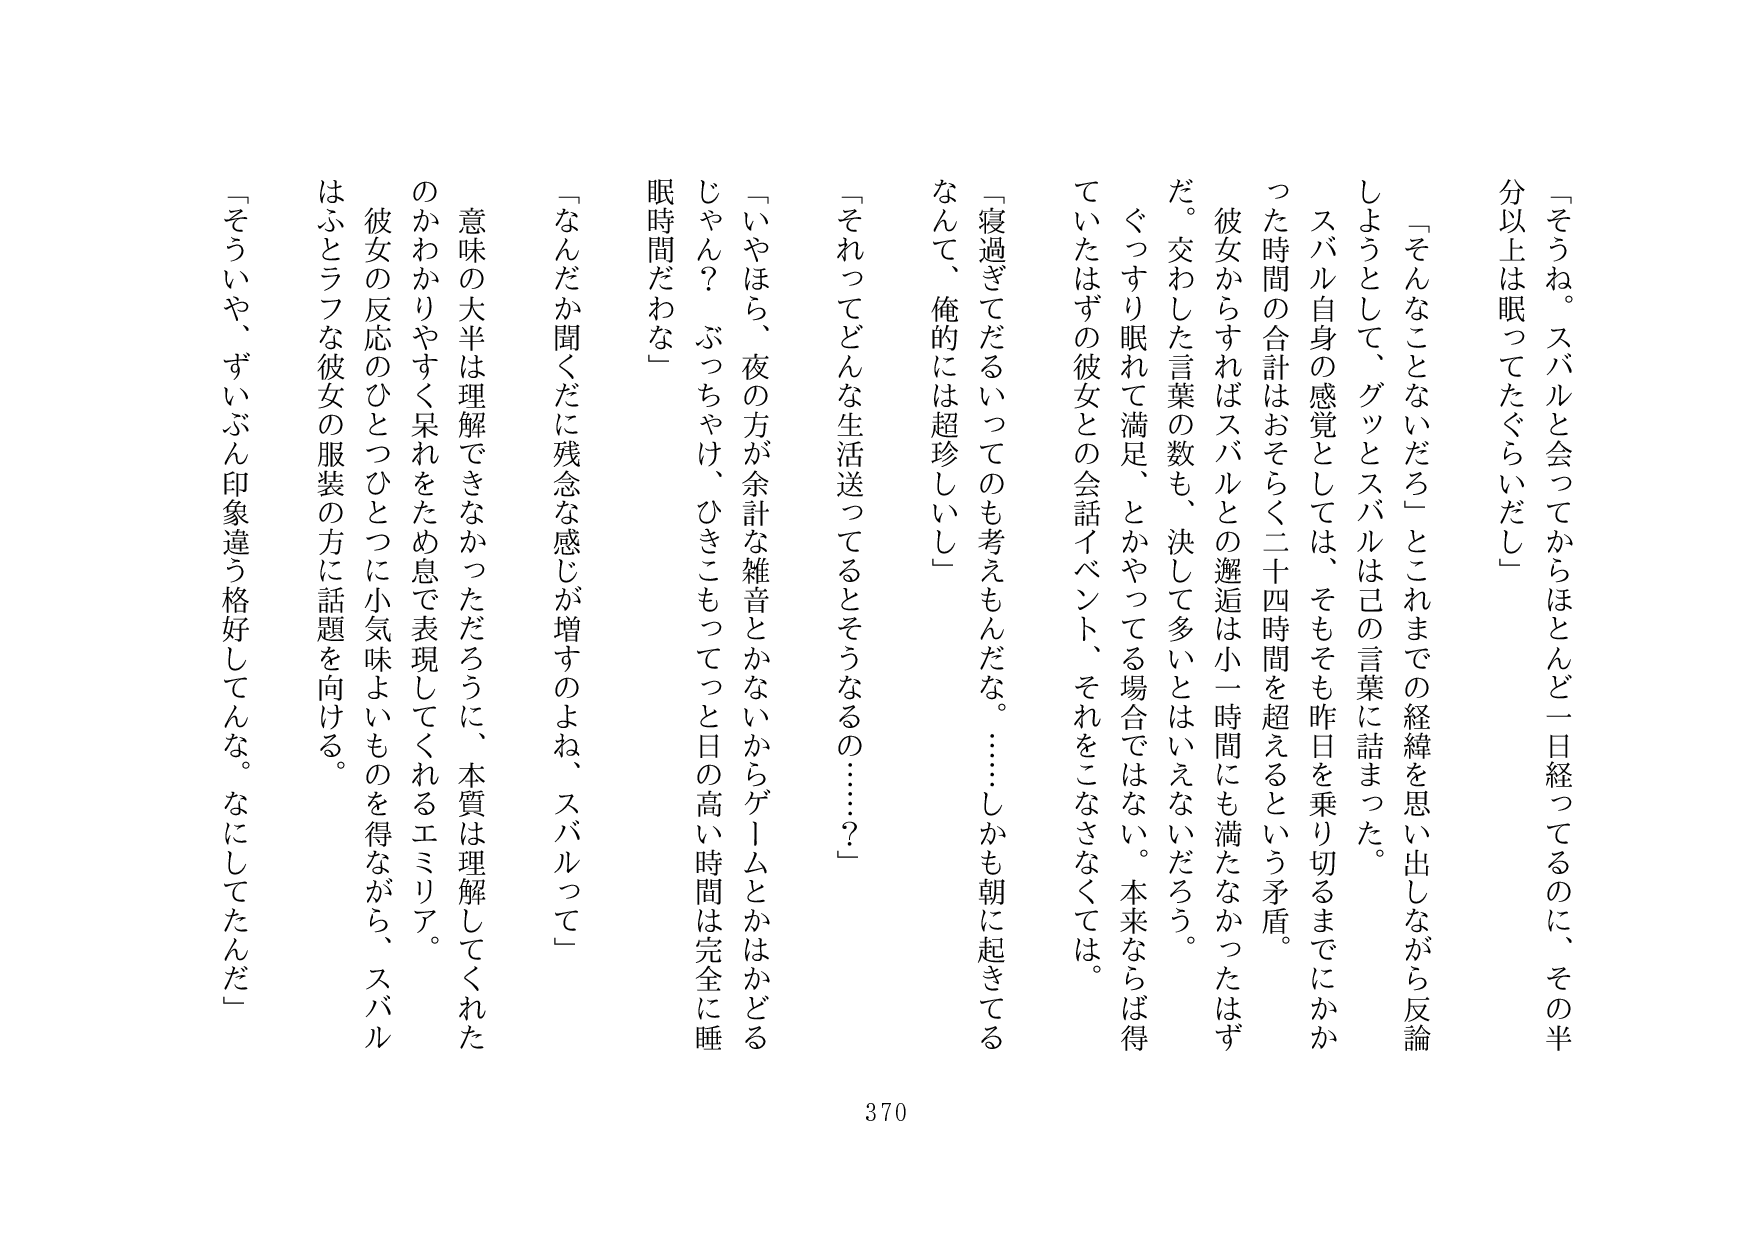 「そうね。スバルと会ってからほとんど一日経ってるのに、その半
分以上は眠ってたぐらいだし」
「そんなことないだろ」とこれまでの経緯を思い出しながら反論
しようとして、グッとスバルは己の言葉に詰まった。
スバル自身の感覚としては、そもそも昨日を乗り切るまでにかか
った時間の合計はおそらく二十四時間を超えるという矛盾。
彼女からすればスバルとの邂逅は小一時間にも満たなかったはず
だ。交わした言葉の数も、決して多いとはいえないだろう。
ぐっすり眠れて満足、とかやってる場合ではない。本来ならば得
ていたはずの彼女との会話イベント、それをこなさなくては。
「寝過ぎてだるいってのも考えもんだな。……しかも朝に起きてる
なんて、俺的には超珍しいし」
「それってどんな生活送ってるとそうなるの……？」
「いやほら、夜の方が余計な雑音とかないからゲームとかはかどる
じゃん？　ぶっちゃけ、ひきこもってっと日の高い時間は完全に睡
眠時間だわな」
「なんだか聞くだに残念な感じが増すのよね、スバルって」
意味の大半は理解できなかっただろうに、本質は理解してくれた
のかわかりやすく呆れをため息で表現してくれるエミリア。
彼女の反応のひとつひとつに小気味よいものを得ながら、スバル
はふとラフな彼女の服装の方に話題を向ける。
「そういや、ずいぶん印象違う格好してんな。なにしてたんだ」
370